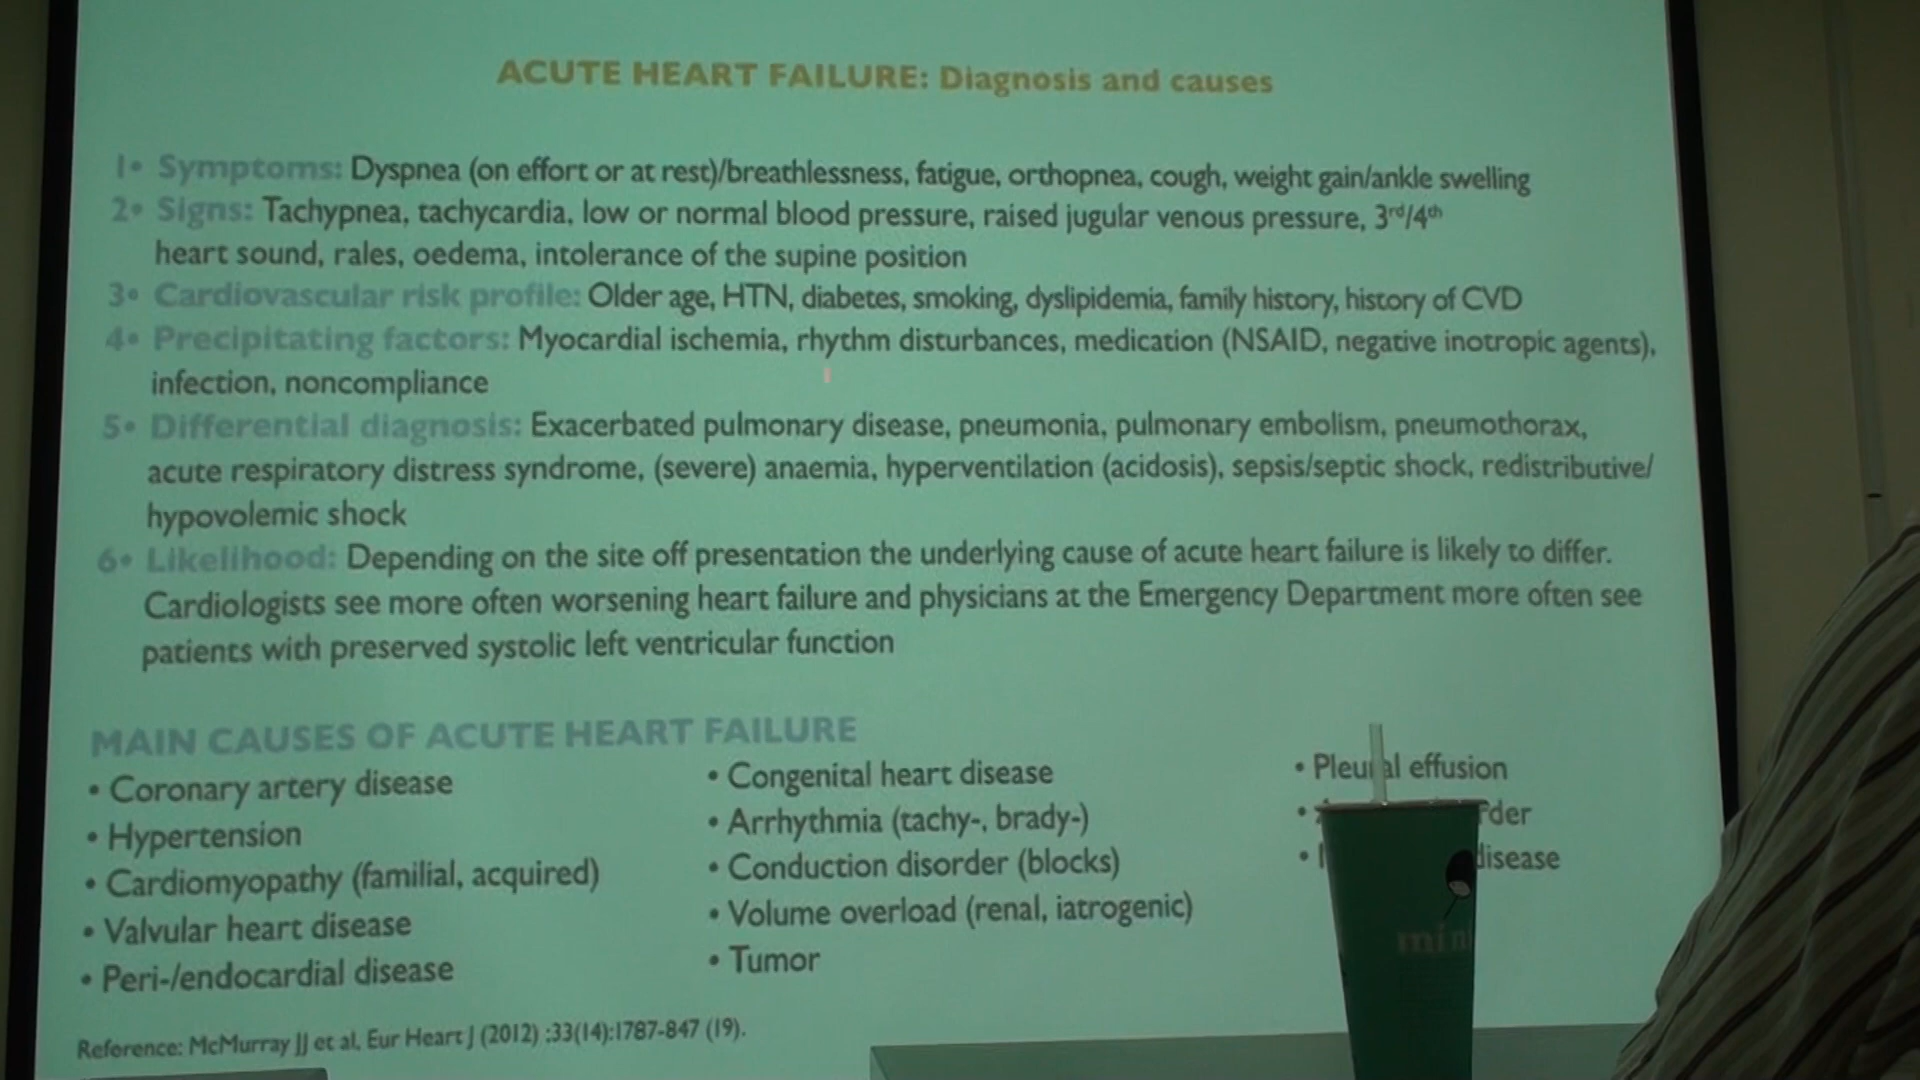 ACUTE HEART FAILURE: Diagnosis and causes
1• Symptoms: Dyspnea (on effort or at rest)/breathlessness, fatigue, orthopnea, cough, weight gain/ankle swelling
2• Signs: Tachypnea, tachycardia, low or normal blood pressure, raised jugular venous pressure, 3rd/4th
heart sound, rales, oedema, intolerance of the supine position
3• Cardiovascular risk profile: Older age, HTN, diabetes, smoking, dyslipidemia, family history, history of CVD
4• Precipitating factors: Myocardial ischemia, rhythm disturbances, medication (NSAID, negative inotropic agents),
infection, noncompliance
5• Differential diagnosis: Exacerbated pulmonary disease, pneumonia, pulmonary embolism, pneumothorax,
acute respiratory distress syndrome, (severe) anaemia, hyperventilation (acidosis), sepsis/septic shock, redistributive/
hypovolemic shock
6• Likelihood: Depending on the site off presentation the underlying cause of acute heart failure is likely to differ.
Cardiologists see more often worsening heart failure and physicians at the Emergency Department more often see
patients with preserved systolic left ventricular function
MAIN CAUSES OF ACUTE HEART FAILURE
• Coronary artery disease
• Hypertension
• Cardiomyopathy (familial, acquired)
• Valvular heart disease
• Peri-/endocardial disease
• Congenital heart disease
• Arrhythmia (tachy-, brady-)
• Conduction disorder (blocks)
• Volume overload (renal, iatrogenic)
• Tumor
• Pleural effusion
• disease
Reference: McMurray JJ et al. Eur Heart J (2012) :33(14):1787-847 (19).